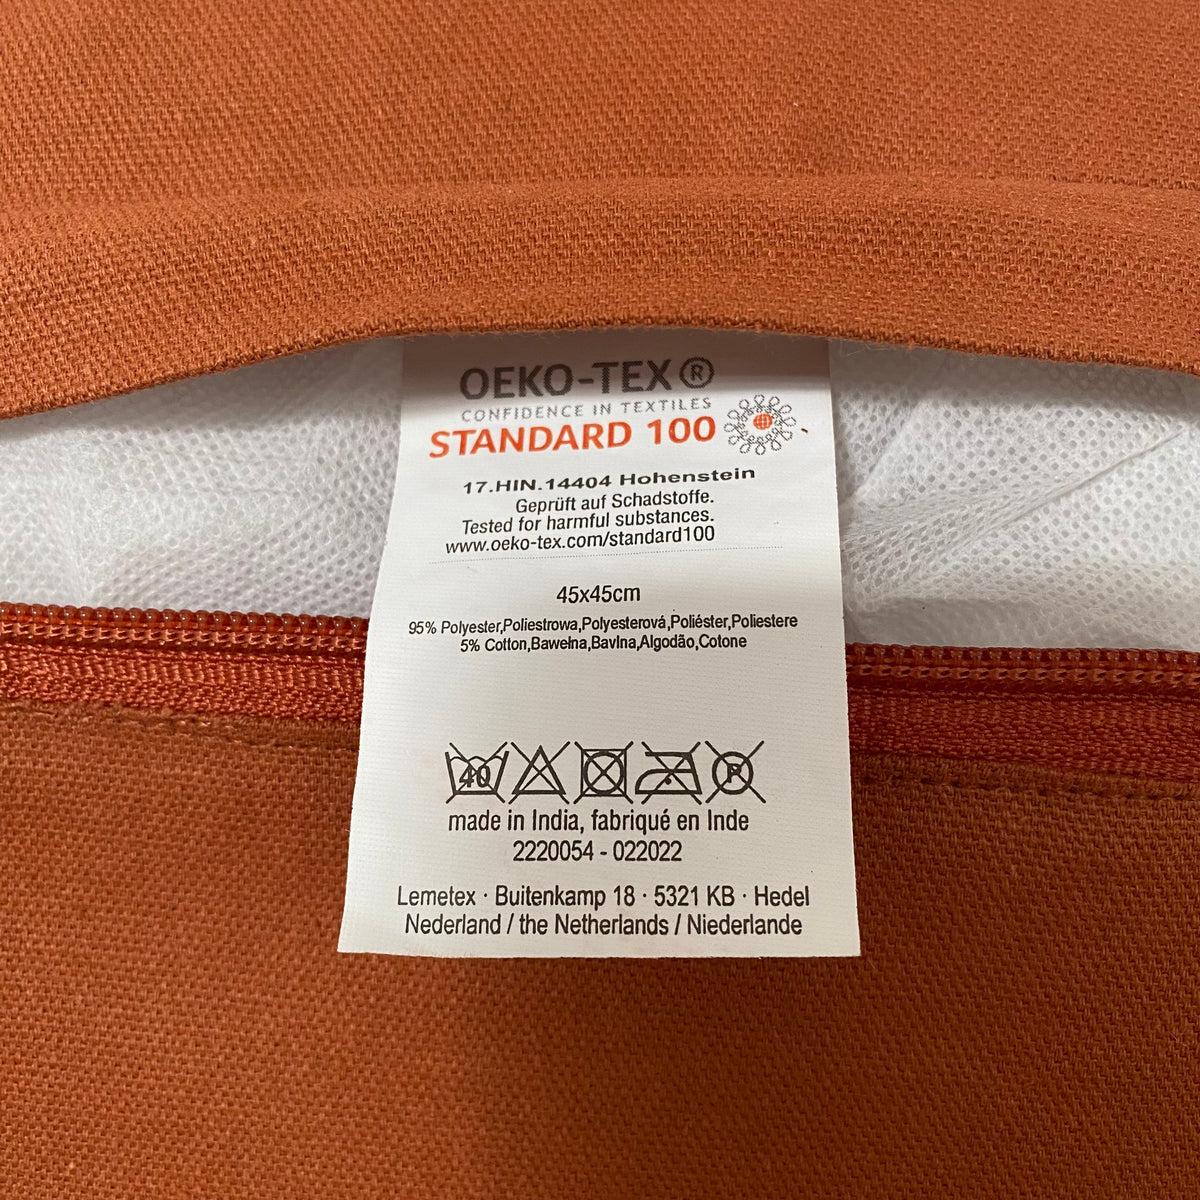 OEKO-TEX®
CONFIDENCE IN TEXTILES
STANDARD 100
17.HIN.14404 Hohenstein
Geprüft auf Schadstoffe.
Tested for harmful substances.
www.oeko-tex.com/standard100
45x45cm
95% Polyester,Poliestrowa,Polyesterová,Poliéster,Poliestere
5% Cotton,Bawełna,Bavlna,Algodão,Cotone
40 P
made in India, fabriqué en Inde
2220054 - 022022
Lemetex · Buitenkamp 18 · 5321 KB · Hedel
Nederland / the Netherlands / Niederlande